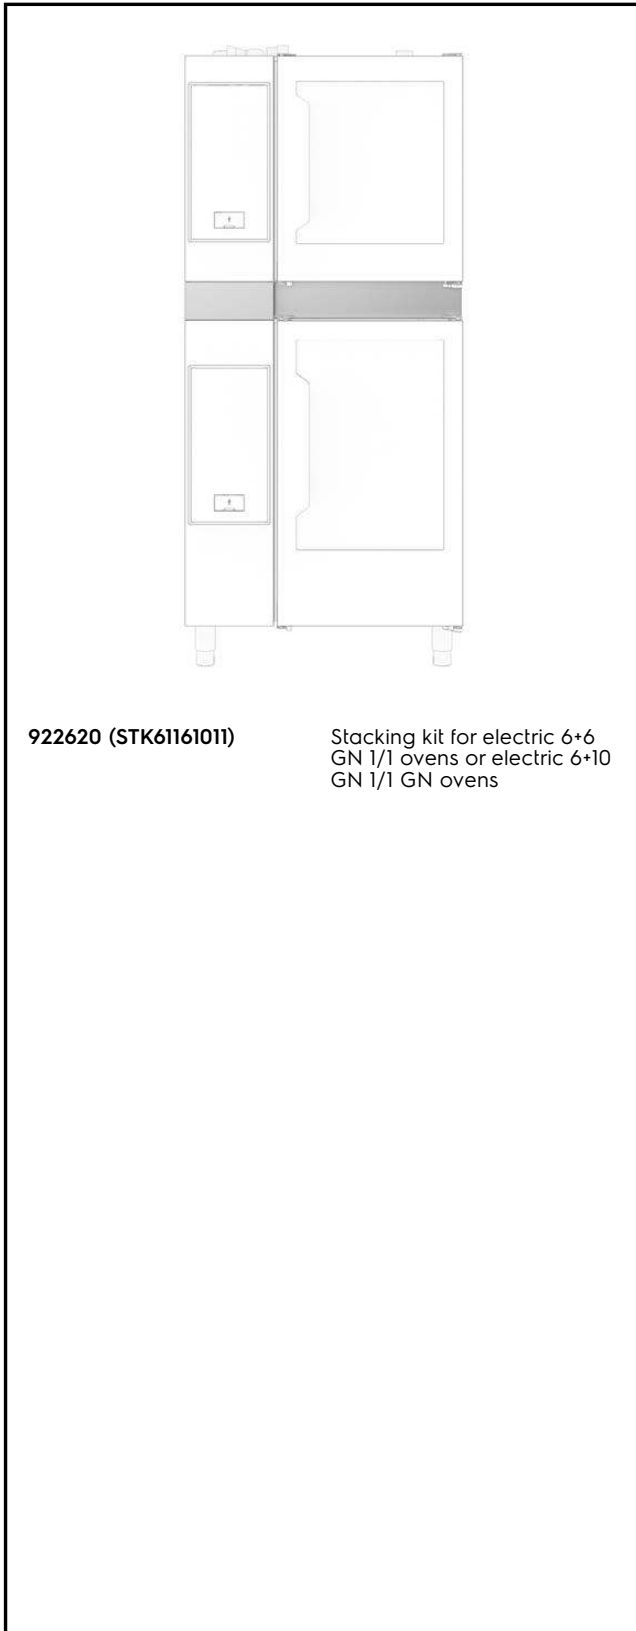 922620 (STK61161011)
Stacking kit for electric 6+6
GN 1/1 ovens or electric 6+10
GN 1/1 GN ovens